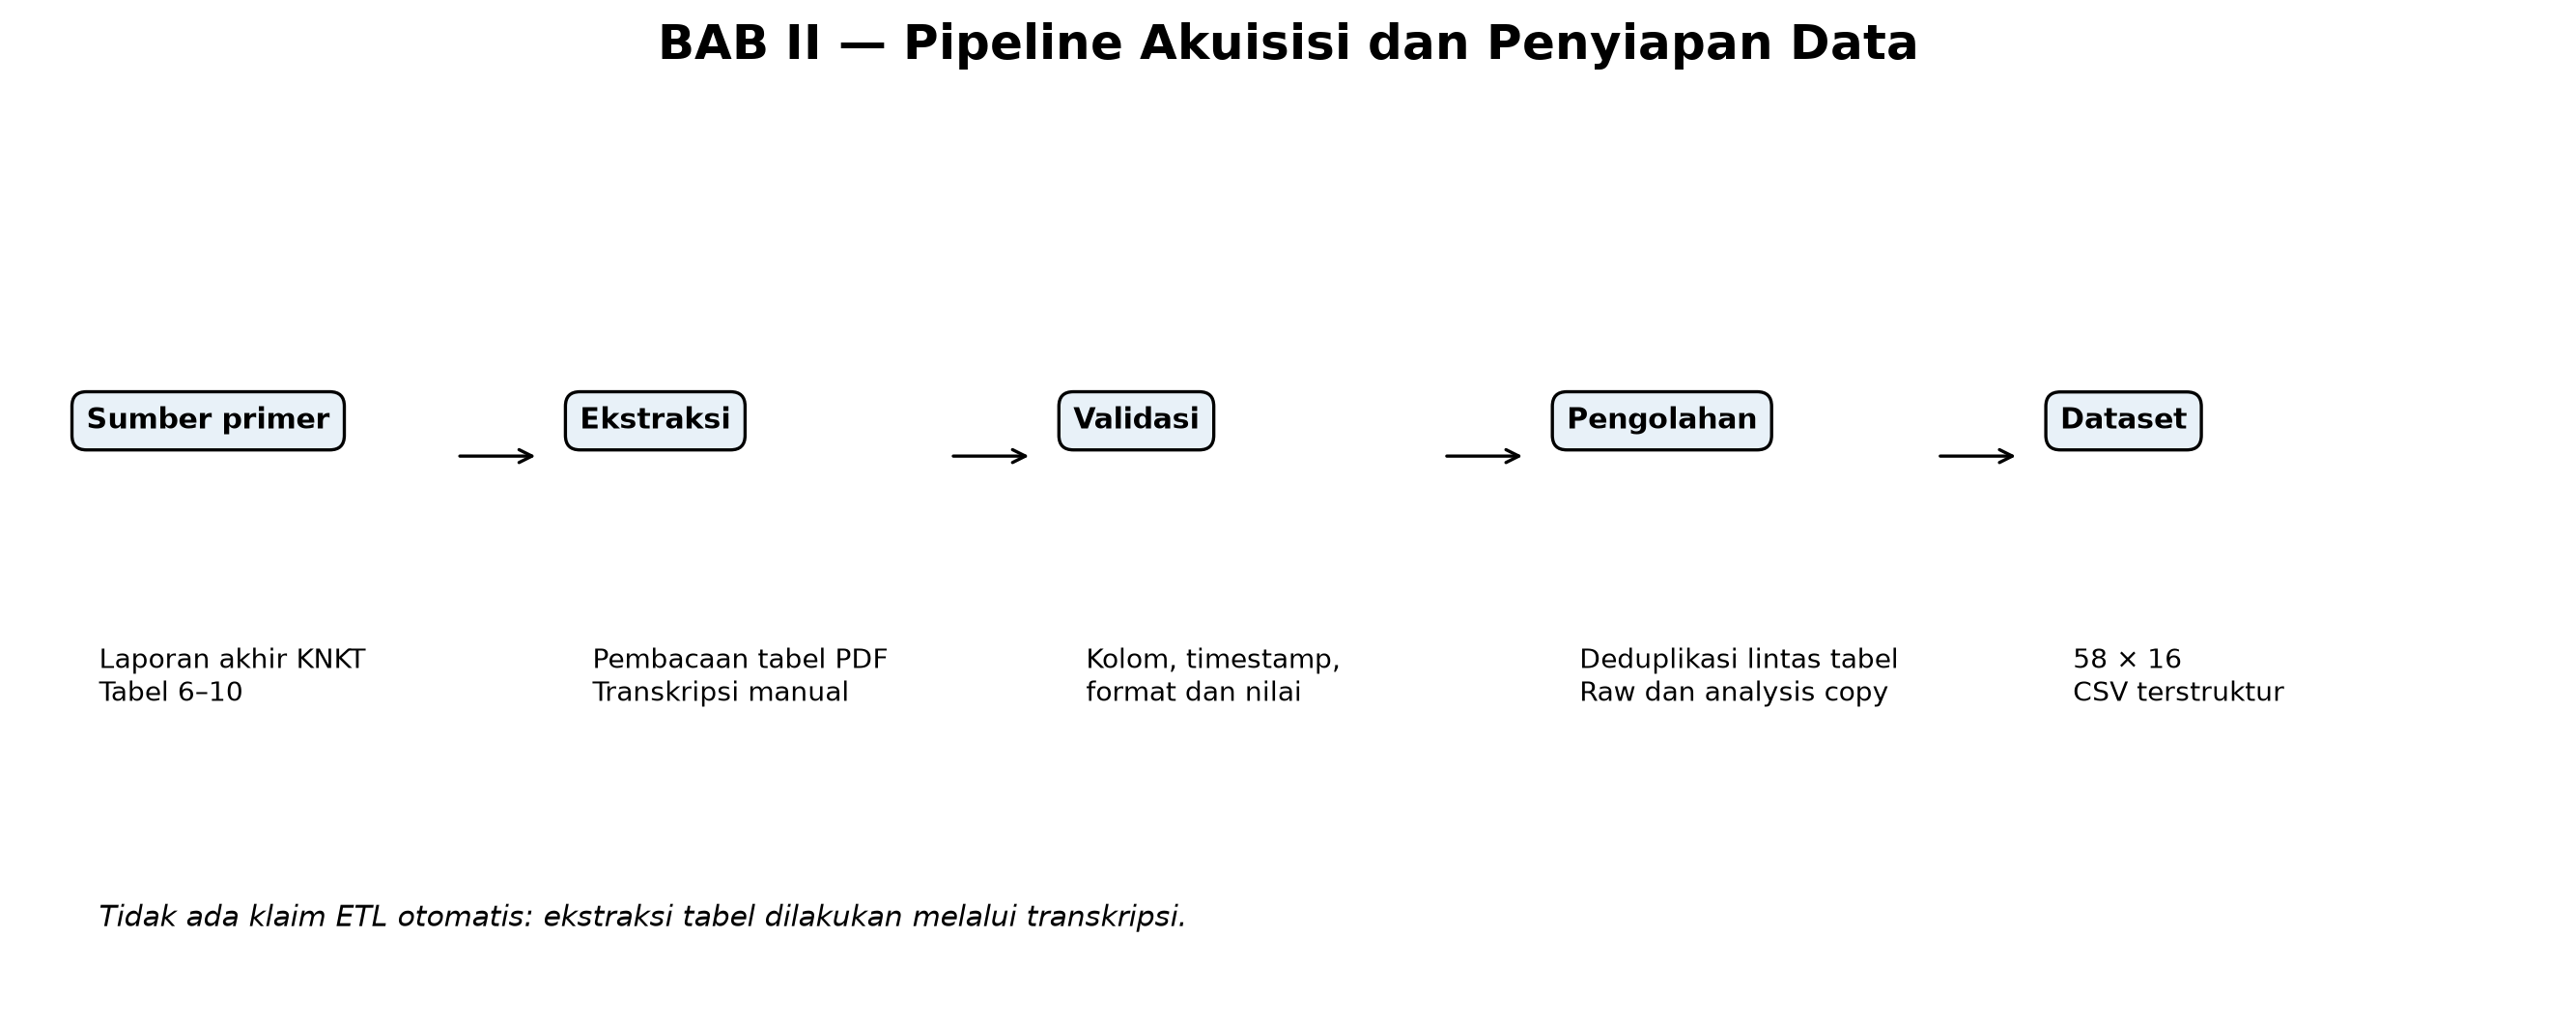 BAB II — Pipeline Akuisisi dan Penyiapan Data
Sumber primer
Ekstraksi
Validasi
Pengolahan
Dataset
Laporan akhir KNKT
Tabel 6–10
Pembacaan tabel PDF
Transkripsi manual
Kolom, timestamp,
format dan nilai
Deduplikasi lintas tabel
Raw dan analysis copy
58 × 16
CSV terstruktur
Tidak ada klaim ETL otomatis: ekstraksi tabel dilakukan melalui transkripsi.